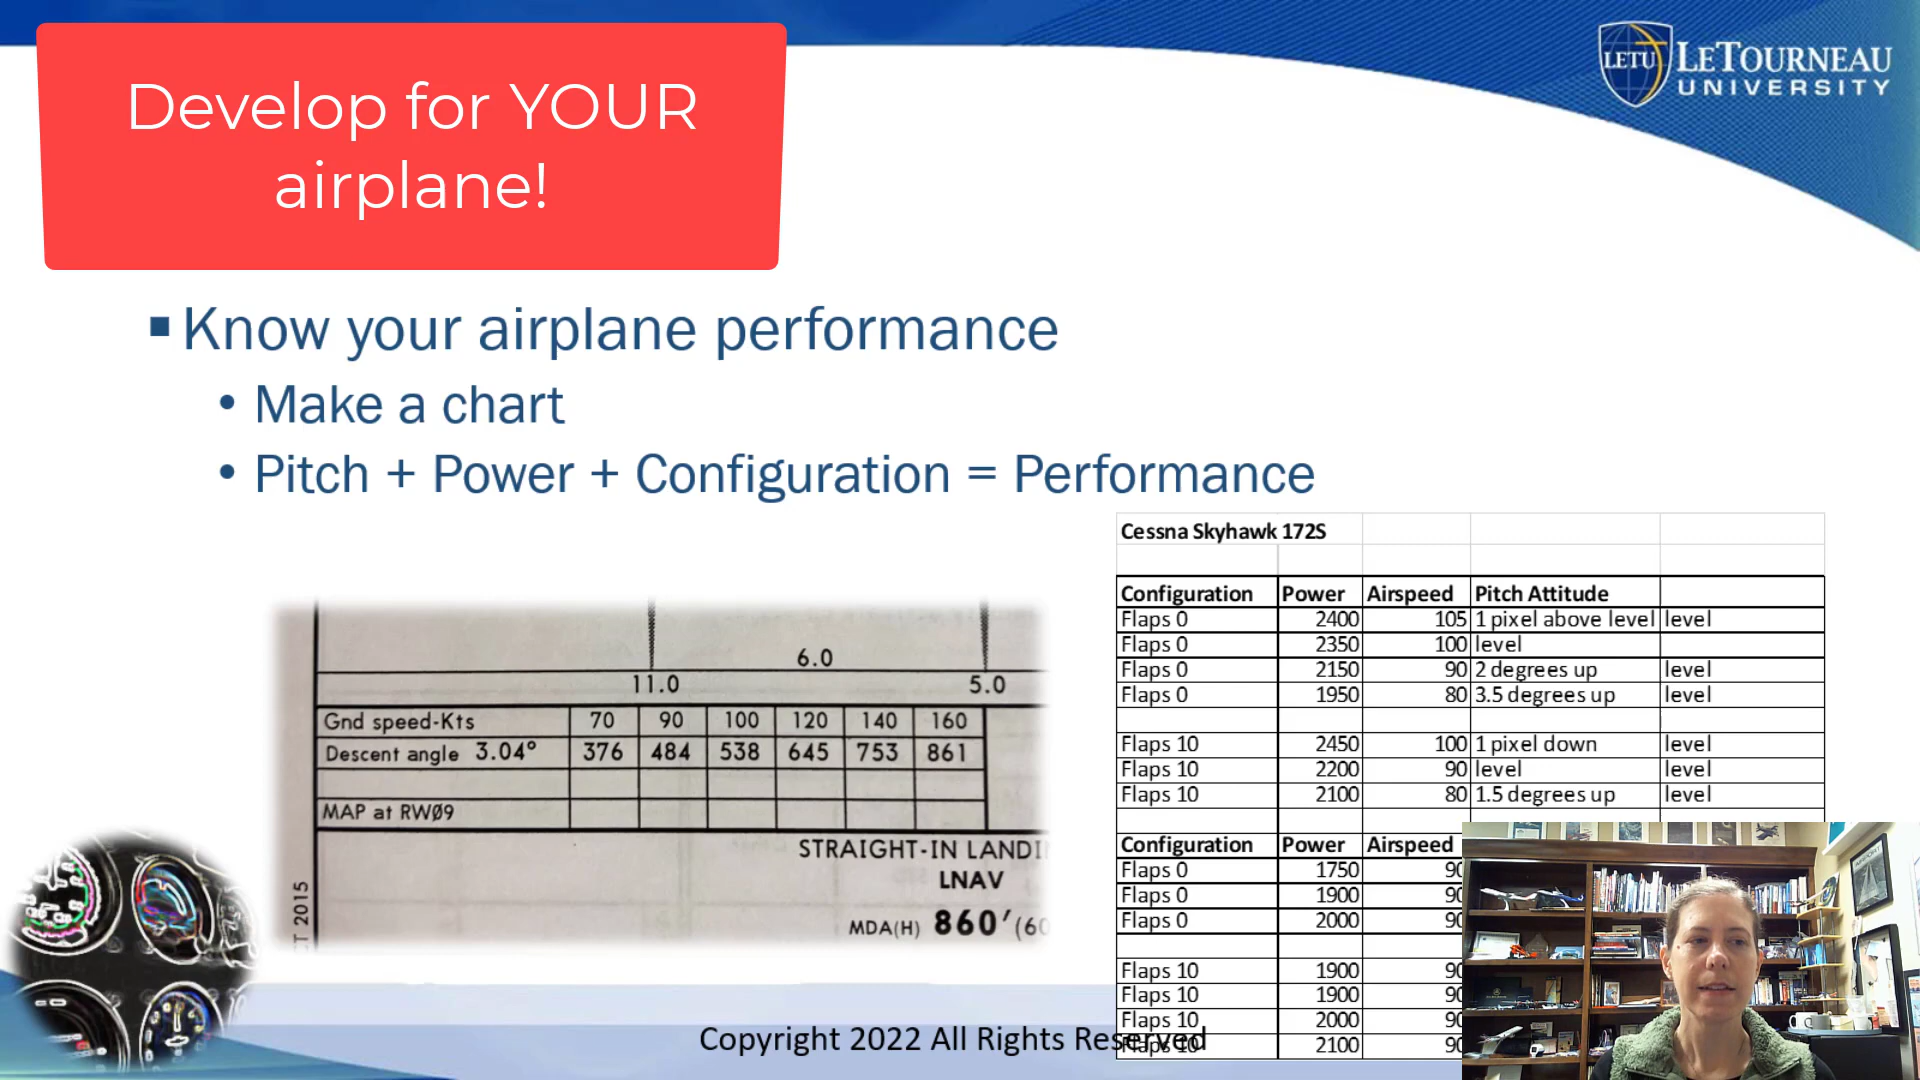 Develop for YOUR
airplane!
LETU
LETOURNEAU
UNIVERSITY
Know your airplane performance
Make a chart
Pitch + Power + Configuration = Performance
6.0
11.0 5.0
Gnd speed-Kts 70 90 100 120 140 160
Descent angle 3.04° 376 484 538 645 753 861
MAP at RWØ9
STRAIGHT-IN LANDI
LNAV
MDA(H) 860′(60
T 2015
Cessna Skyhawk 172S
Configuration Power Airspeed Pitch Attitude
Flaps 0 2400 105 1 pixel above level level
Flaps 0 2350 100 level
Flaps 0 2150 90 2 degrees up level
Flaps 0 1950 80 3.5 degrees up level
Flaps 10 2450 100 1 pixel down level
Flaps 10 2200 90 level level
Flaps 10 2100 80 1.5 degrees up level
Configuration Power Airspeed
Flaps 0 1750 90
Flaps 0 1900 90
Flaps 0 2000 90
Flaps 10 1900 90
Flaps 10 1900 90
Flaps 10 2000 90
Flaps 10 2100 90
Copyright 2022 All Rights Reserved